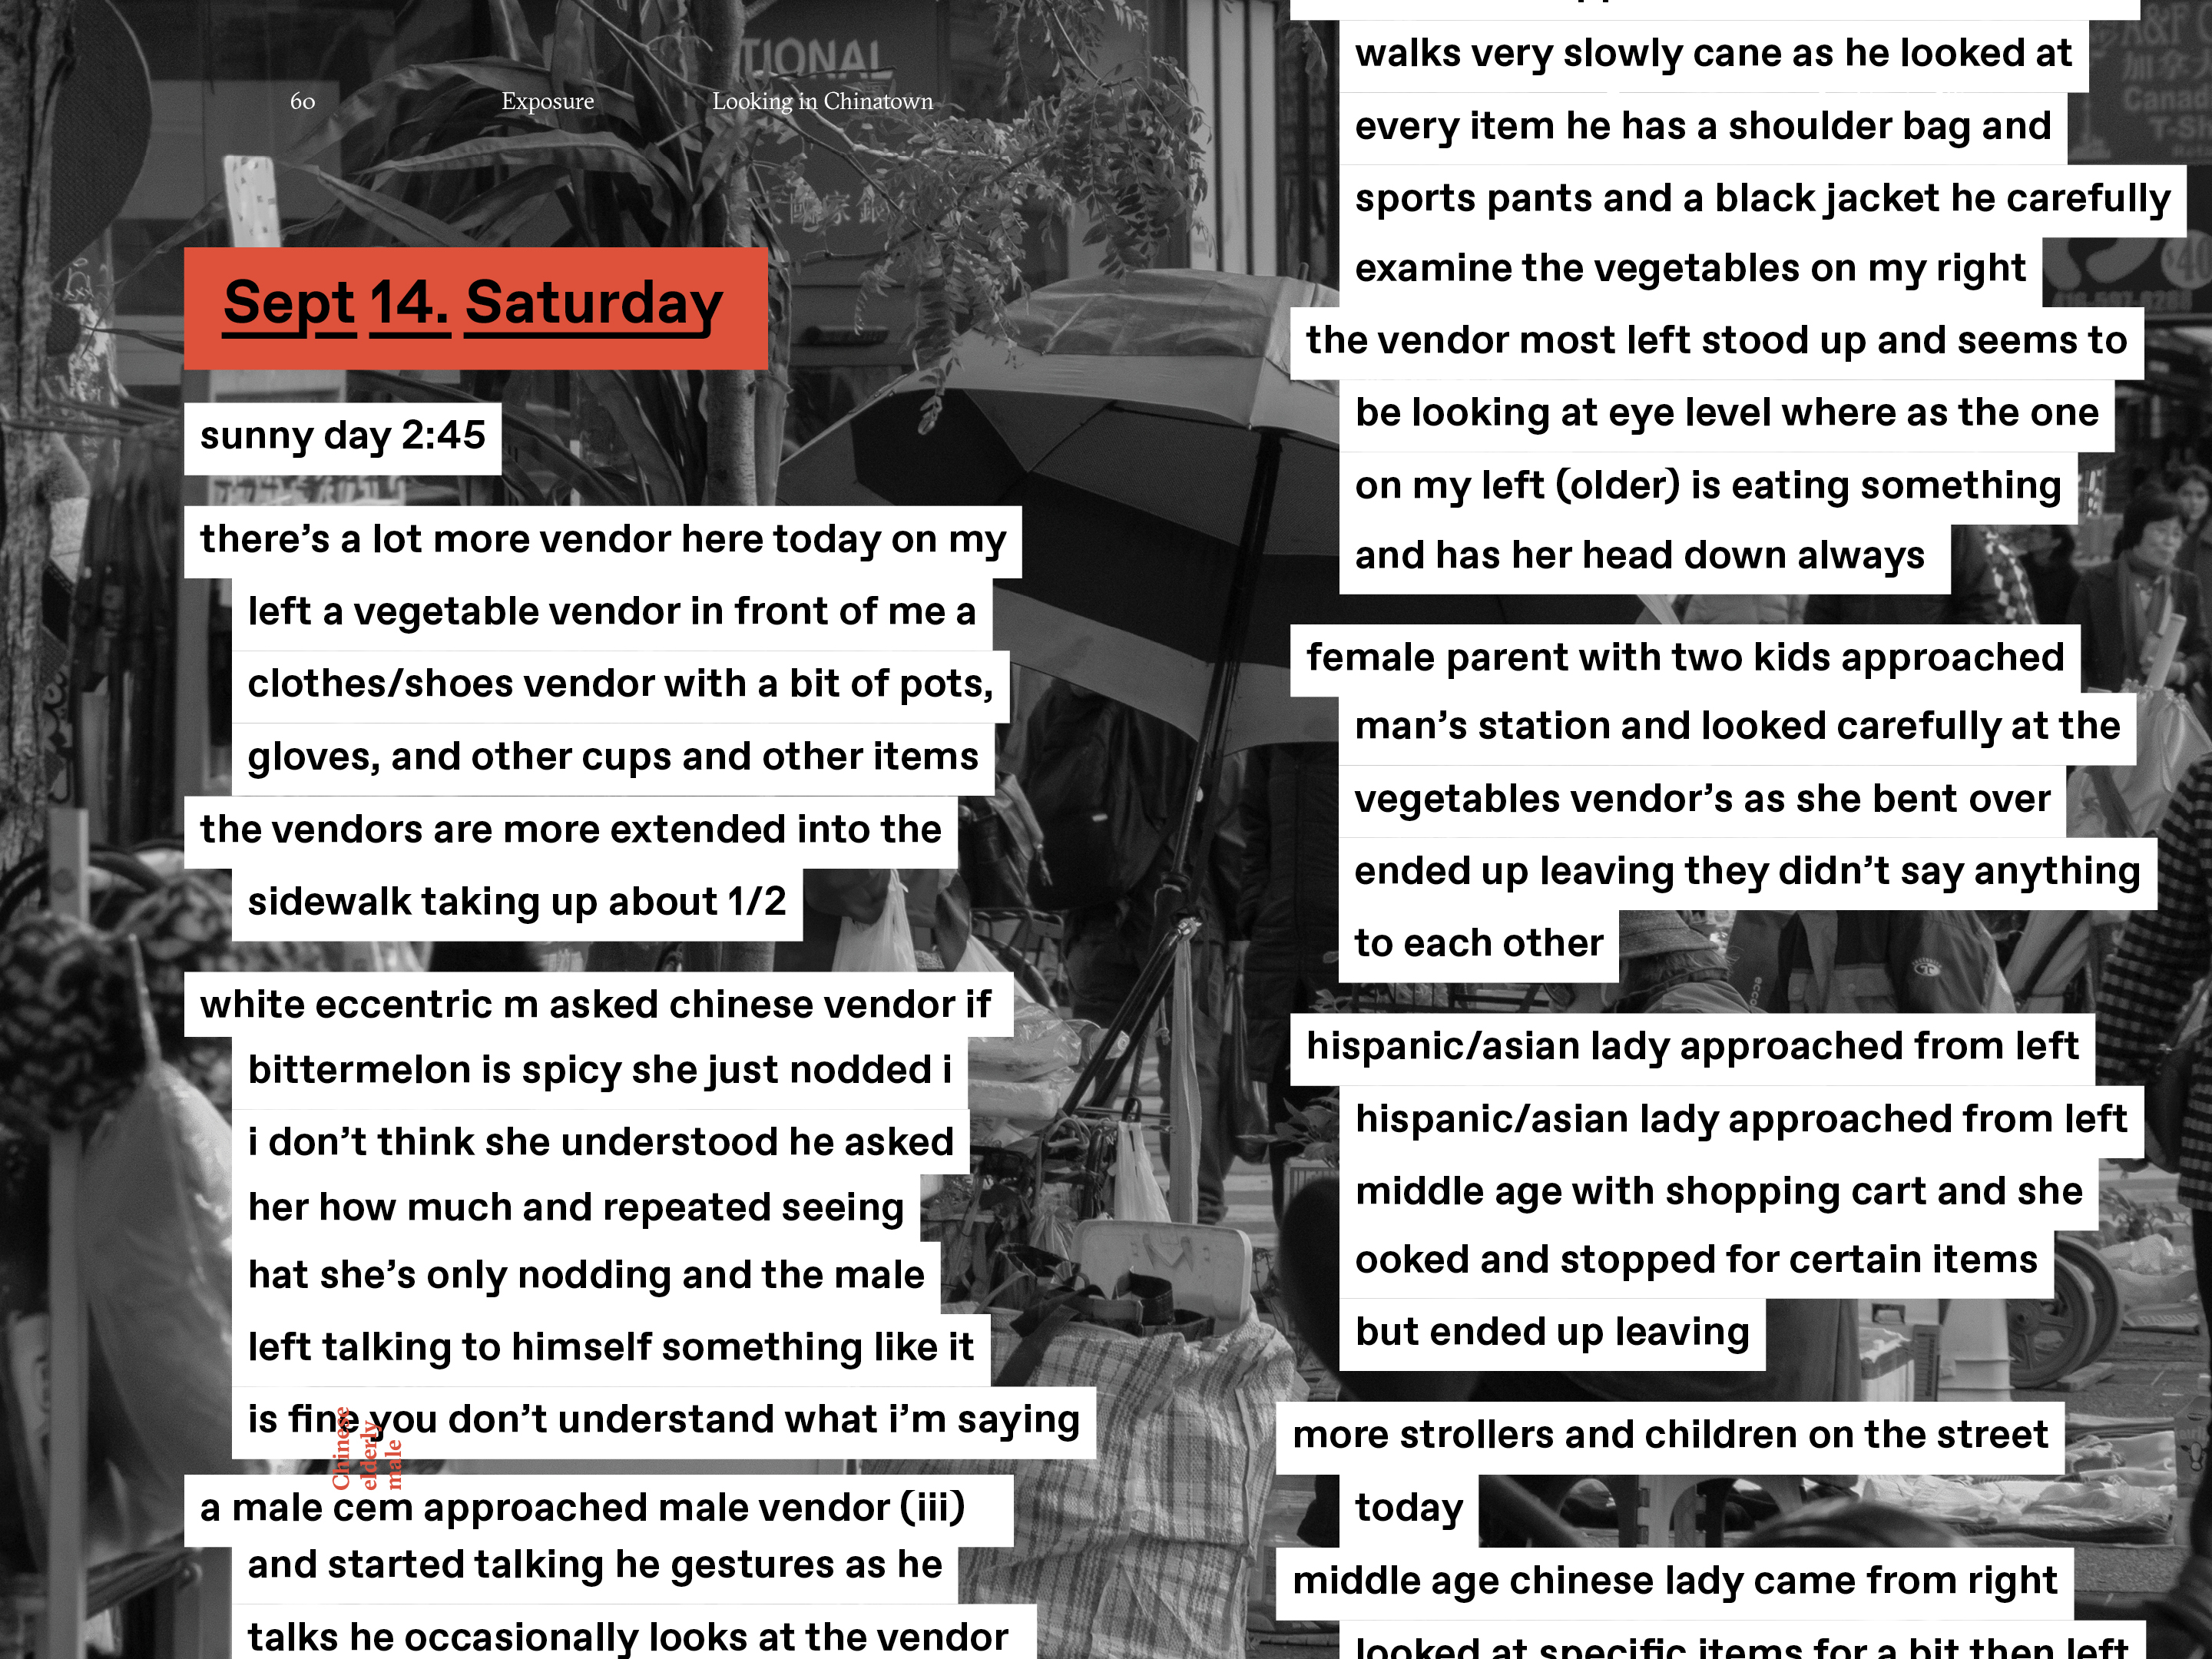 60
Exposure
Looking in Chinatown
TIONAL
Sept 14. Saturday
sunny day 2:45
there’s a lot more vendor here today on my
left a vegetable vendor in front of me a
clothes/shoes vendor with a bit of pots,
gloves, and other cups and other items
the vendors are more extended into the
sidewalk taking up about 1/2
white eccentric m asked chinese vendor if
bittermelon is spicy she just nodded i
i don’t think she understood he asked
her how much and repeated seeing
hat she’s only nodding and the male
left talking to himself something like it
is fine you don’t understand what i’m saying
Chinese
elderly
male
a male cem approached male vendor (iii)
and started talking he gestures as he
talks he occasionally looks at the vendor
walks very slowly cane as he looked at
every item he has a shoulder bag and
sports pants and a black jacket he carefully
examine the vegetables on my right
the vendor most left stood up and seems to
be looking at eye level where as the one
on my left (older) is eating something
and has her head down always
female parent with two kids approached
man’s station and looked carefully at the
vegetables vendor’s as she bent over
ended up leaving they didn’t say anything
to each other
hispanic/asian lady approached from left
hispanic/asian lady approached from left
middle age with shopping cart and she
ooked and stopped for certain items
but ended up leaving
more strollers and children on the street
today
middle age chinese lady came from right
looked at specific items for a bit then left
A&F
Canad
T-S
$40